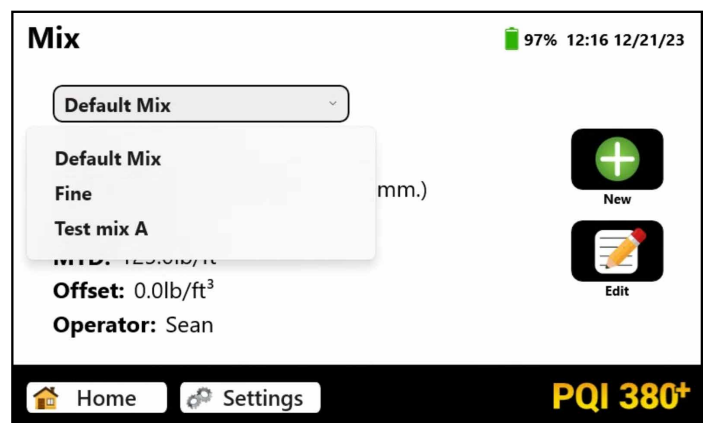 Mix
97% 12:16 12/21/23
Default Mix
Default Mix
Fine
mm.)
Test mix A
Offset: 0.0lb/ft³
Operator: Sean
New
Edit
Home
Settings
PQI 380+